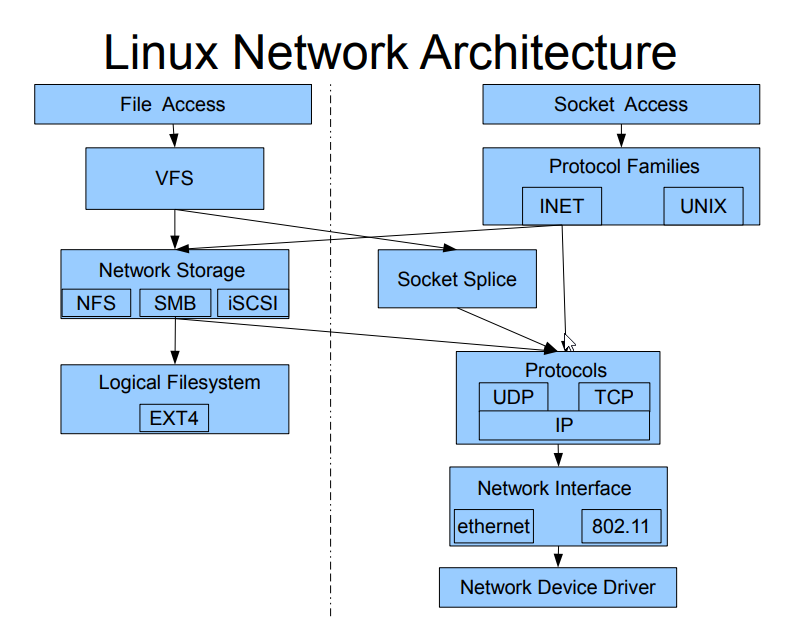 Linux Network Architecture
File Access
Socket Access
VFS
Protocol Families
INET
UNIX
Network Storage
NFS
SMB
iSCSI
Socket Splice
Logical Filesystem
EXT4
Protocols
UDP
TCP
IP
Network Interface
ethernet
802.11
Network Device Driver